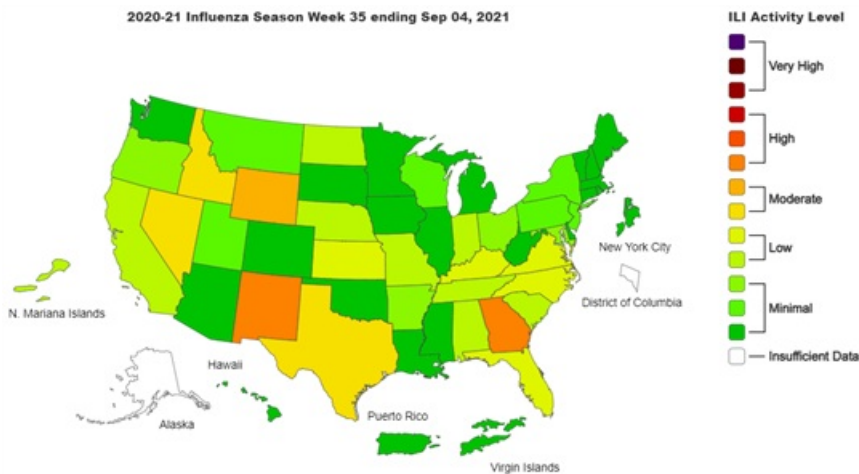 2020-21 Influenza Season Week 35 ending Sep 04, 2021
ILI Activity Level
Very High
High
Moderate
Low
Minimal
Insufficient Data
New York City
District of Columbia
N. Mariana Islands
Hawaii
Alaska
Puerto Rico
Virgin Islands